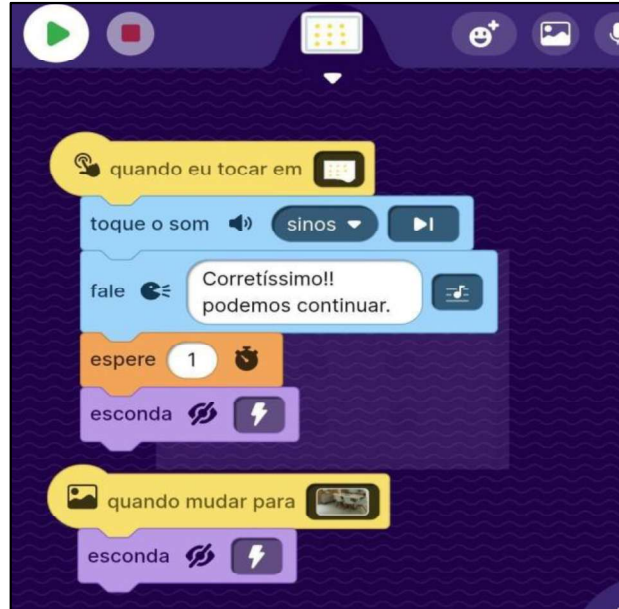 quando eu tocar em
toque o som sinos
fale Corretíssimo!!
podemos continuar.
espere 1
esconda
quando mudar para
esconda